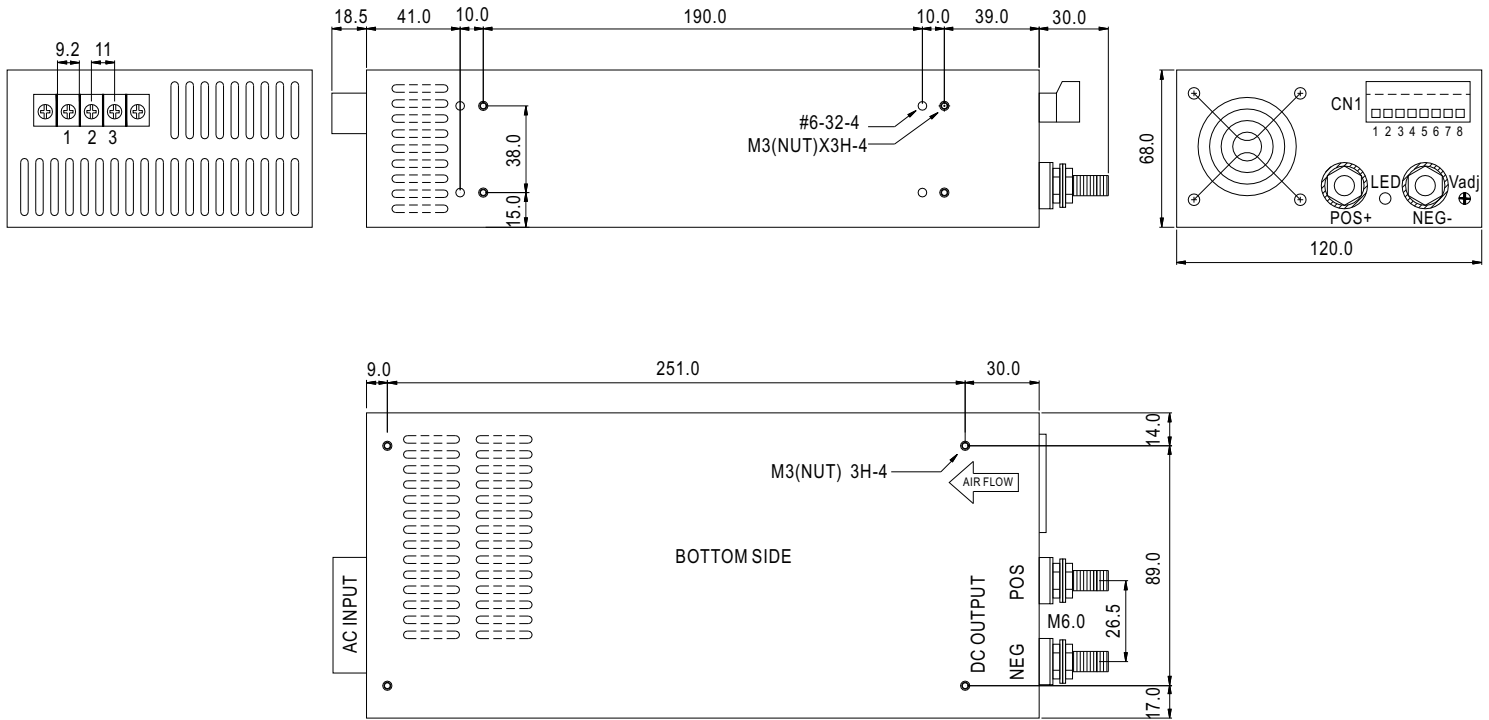 18.5 41.0 10.0 190.0 10.0 39.0 30.0
9.2 11
1 2 3
38.0
15.0
#6-32-4
M3(NUT)X3H-4
68.0
CN1
1 2 3 4 5 6 7 8
LED Vadj
POS+ NEG-
120.0
9.0 251.0 30.0
14.0
M3(NUT) 3H-4
AIR FLOW
BOTTOM SIDE
AC INPUT
DC OUTPUT
POS
NEG
M6.0
26.5
89.0
17.0